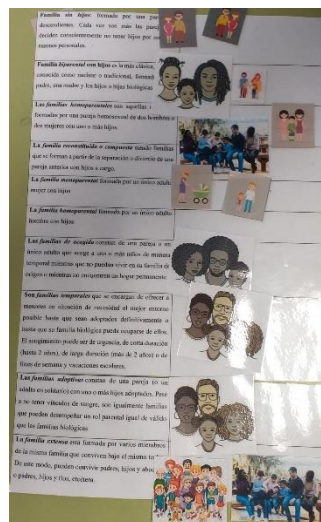 Familia sin hijos: formada por una pareja
descendientes. Cada vez son más las parejas
deciden conscientemente no tener hijos por
razones personales.
Familia biparental con hijos es la más clásica,
conocida como nuclear o tradicional, formada
padre, una madre y los hijos o hijas biológicas
Las familias homoparentales son aquellas
formadas por una pareja homosexual de dos hombres o
dos mujeres con uno o más hijos.
La familia reconstituida o compuesta
que se forman a partir de la separación o divorcio de una
pareja anterior con hijos a cargo,
La familia monoparental formada por un único adulto
mujer con hijos
La familia homoparental formada por un único adulto
hombre con hijos
Las familias de acogida constan de una pareja o un
único adulto que acoge a uno o más niños de manera
temporal mientras que no puedan vivir en su familia de
origen o mientras no encuentren un hogar permanente
Son familias temporales que se encargan de ofrecer a
menores en situación de necesidad el mejor entorno
posible hasta que sean adoptados definitivamente o
hasta que su familia biológica pueda ocuparse de ellos.
El acogimiento puede ser de urgencia, de corta duración
(hasta 2 años), de larga duración (más de 2 años) o de
fines de semana y vacaciones escolares.
Las familias adoptivas constan de una pareja (o un
adulto en solitario) con uno o más hijos adoptados. Pese
a no tener vínculos de sangre, son igualmente familias
que pueden desempeñar un rol parental igual de válido
que las familias biológicas
La familia extensa está formada por varios miembros
de la misma familia que conviven bajo el mismo
De este modo, pueden convivir padres, hijos y
o padres, hijos y tíos, etcétera.